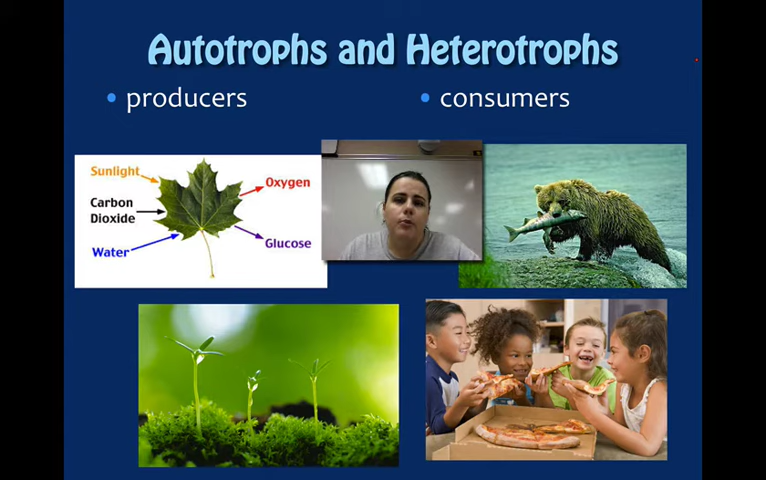 Autotrophs and Heterotrophs
• producers
• consumers
Sunlight
Oxygen
Carbon
Dioxide
Water
Glucose